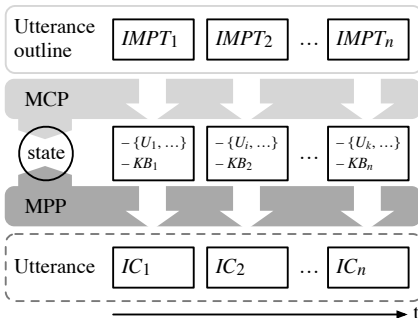 Utterance outline IMPT1 IMPT2 … IMPTn
MCP
state
– {U1, …} – {Ui, …} … – {Uk, …}
– KB1 – KB2 – KBn
MPP
Utterance IC1 IC2 … ICn
t